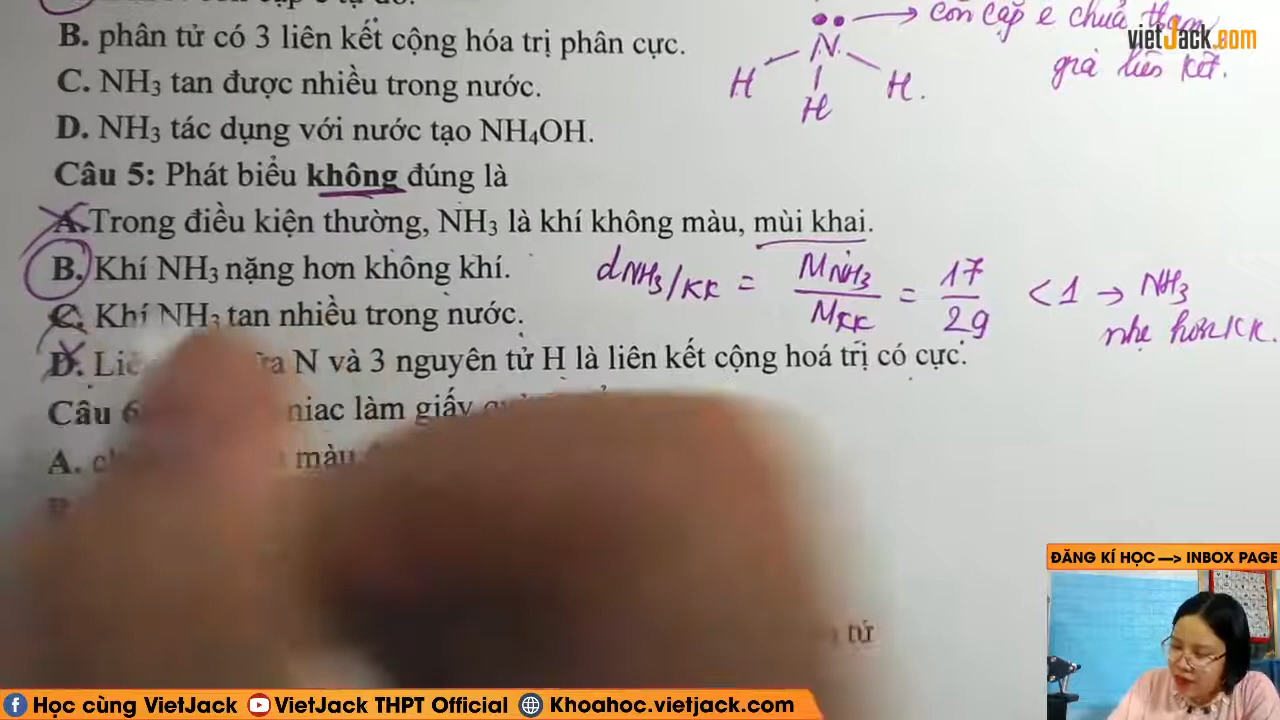 B. phân tử có 3 liên kết cộng hóa trị phân cực.
C. NH₃ tan được nhiều trong nước.
D. NH₃ tác dụng với nước tạo NH₄OH.
N
H
H
H.
còn cặp e chưa tham
gia liên kết.
vietJack.com
Câu 5: Phát biểu không đúng là
A. Trong điều kiện thường, NH₃ là khí không màu, mùi khai.
B. Khí NH₃ nặng hơn không khí.
dNH₃/KK = MNH₃/MKK = 17/29 < 1 → NH₃
nhẹ hơn KK.
C. Khí NH₃ tan nhiều trong nước.
D. N và 3 nguyên tử H là liên kết cộng hoá trị có cực.
Câu 6 làm giấy
A. màu
tử
ĐĂNG KÍ HỌC —> INBOX PAGE
Học cùng VietJack VietJack THPT Official Khoahoc.vietjack.com